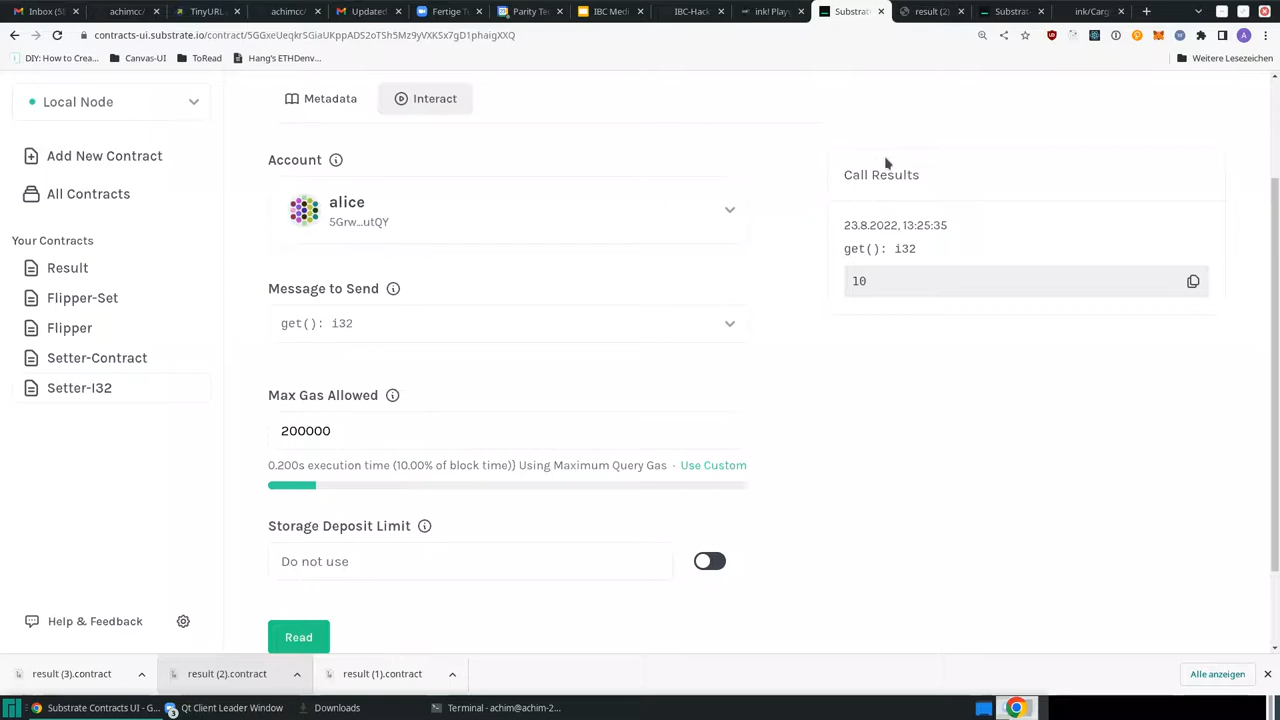 Inbox (58
achimcc/
TinyURL.
achimcc/
Updated.
Fertige T
Parity Te
IBC Medi
IBC-Hack
ink! Play
Substrat
result (2)
Substrat
ink/Carg
contracts-ui.substrate.io/contract/5GGxeUeqkrSGiaUKppADS2oTSh5Mz9yVXKSx7gD1phaigXXQ
DIY: How to Crea...
Canvas-UI
ToRead
Hang's ETHDenv...
Weitere Lesezeichen
Local Node
Add New Contract
All Contracts
Your Contracts
Result
Flipper-Set
Flipper
Setter-Contract
Setter-I32
Help & Feedback
Metadata
Interact
Account
alice
5Grw...utQY
Message to Send
get(): i32
Max Gas Allowed
200000
0.200s execution time (10.00% of block time)} Using Maximum Query Gas · Use Custom
Storage Deposit Limit
Do not use
Read
Call Results
23.8.2022, 13:25:35
get(): i32
10
result (3).contract
result (2).contract
result (1).contract
Alle anzeigen
Substrate Contracts UI - G...
Qt Client Leader Window
Downloads
Terminal - achim@achim-2...